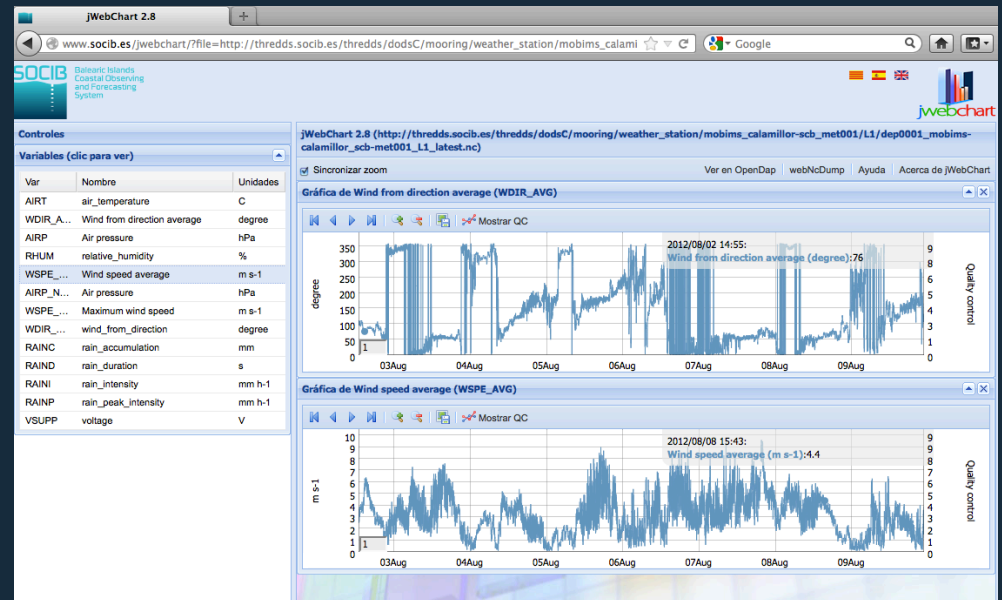 jWebChart 2.8
www.socib.es/jwebchart/?file=http://thredds.socib.es/thredds/dodsC/mooring/weather_station/mobims_calami
Google
SOCIB
Balearic Islands
Coastal Observing
and Forecasting
System
jwebchart
Controles
Variables (clic para ver)
Var Nombre Unidades
AIRT air_temperature C
WDIR_A... Wind from direction average degree
AIRP Air pressure hPa
RHUM relative_humidity %
WSPE_... Wind speed average m s-1
AIRP_N... Air pressure hPa
WSPE_... Maximum wind speed m s-1
WDIR_... wind_from_direction degree
RAINC rain_accumulation mm
RAIND rain_duration s
RAINI rain_intensity mm h-1
RAINP rain_peak_intensity mm h-1
VSUPP voltage V
jWebChart 2.8 (http://thredds.socib.es/thredds/dodsC/mooring/weather_station/mobims_calamillor-scb_met001/L1/dep0001_mobims-
calamillor_scb-met001_L1_latest.nc)
Sincronizar zoom Ver en OpenDap webNcDump Ayuda Acerca de jWebChart
Gráfica de Wind from direction average (WDIR_AVG)
Mostrar QC
2012/08/02 14:55:
Wind from direction average (degree):76
degree
350
300
250
200
150
100
50
0
1
9
8
6
5
4
3
1
0
Quality control
03Aug 04Aug 05Aug 06Aug 07Aug 08Aug 09Aug
Gráfica de Wind speed average (WSPE_AVG)
Mostrar QC
2012/08/08 15:43:
Wind speed average (m s-1):4.4
m s-1
10
9
8
7
6
5
4
3
2
1
0
1
9
8
7
6
5
4
3
2
1
0
Quality control
03Aug 04Aug 05Aug 06Aug 07Aug 08Aug 09Aug